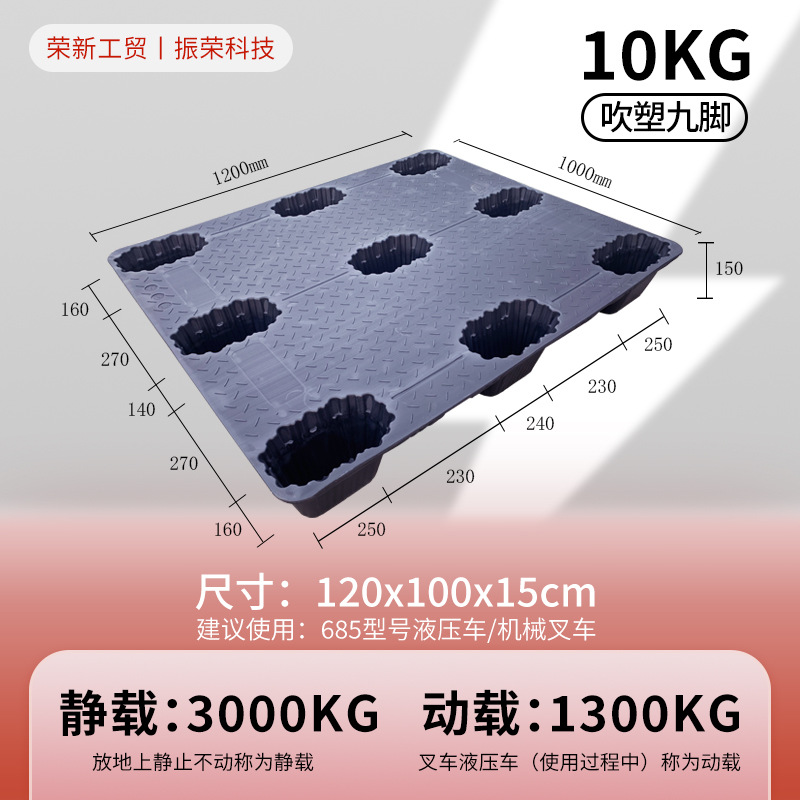 荣新工贸丨振荣科技
10KG
吹塑九脚
1200mm
1000mm
150
160
270
140
270
160
250
230
240
230
250
尺寸：120x100x15cm
建议使用：685型号液压车/机械叉车
静载:3000KG
放地上静止不动称为静载
动载:1300KG
叉车液压车（使用过程中）称为动载